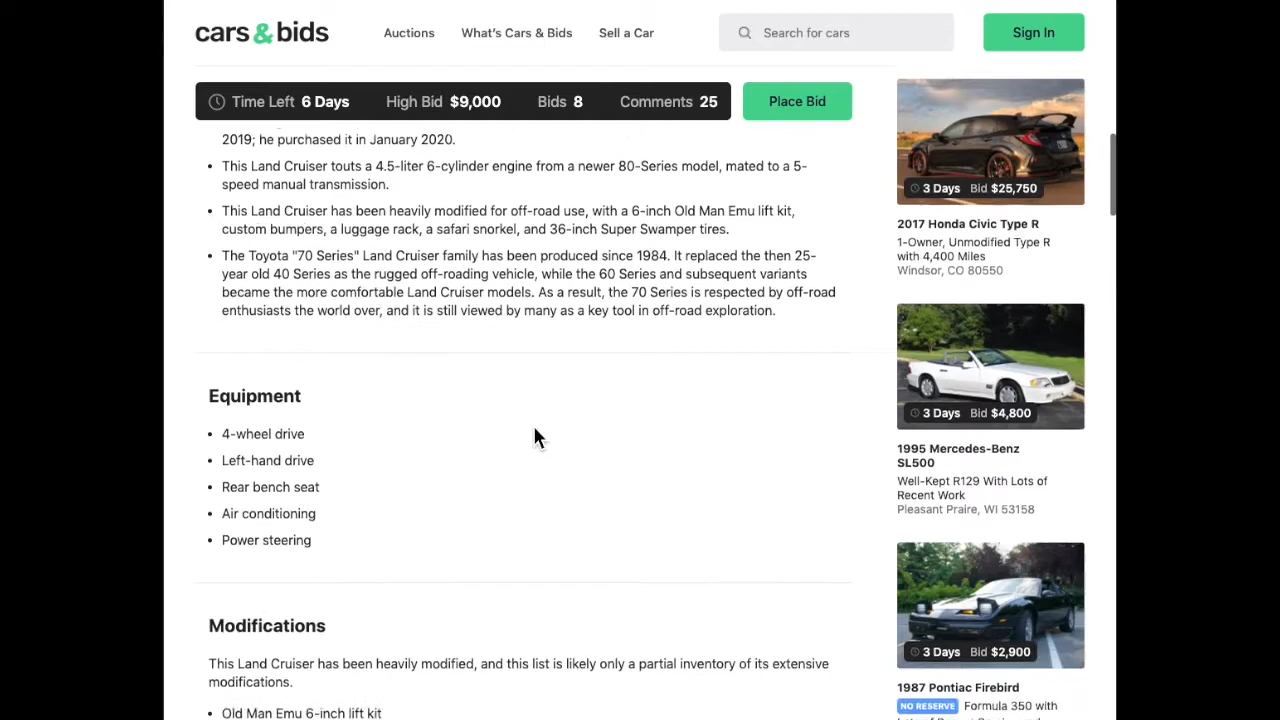 cars & bids
Auctions
What's Cars & Bids
Sell a Car
Search for cars
Sign In
Time Left 6 Days
High Bid $9,000
Bids 8
Comments 25
Place Bid
2019; he purchased it in January 2020.
This Land Cruiser touts a 4.5-liter 6-cylinder engine from a newer 80-Series model, mated to a 5-
speed manual transmission.
This Land Cruiser has been heavily modified for off-road use, with a 6-inch Old Man Emu lift kit,
custom bumpers, a luggage rack, a safari snorkel, and 36-inch Super Swamper tires.
The Toyota "70 Series" Land Cruiser family has been produced since 1984. It replaced the then 25-
year old 40 Series as the rugged off-roading vehicle, while the 60 Series and subsequent variants
became the more comfortable Land Cruiser models. As a result, the 70 Series is respected by off-road
enthusiasts the world over, and it is still viewed by many as a key tool in off-road exploration.
Equipment
4-wheel drive
Left-hand drive
Rear bench seat
Air conditioning
Power steering
Modifications
This Land Cruiser has been heavily modified, and this list is likely only a partial inventory of its extensive
modifications.
Old Man Emu 6-inch lift kit
3 Days Bid $25,750
2017 Honda Civic Type R
1-Owner, Unmodified Type R
with 4,400 Miles
Windsor, CO 80550
3 Days Bid $4,800
1995 Mercedes-Benz
SL500
Well-Kept R129 With Lots of
Recent Work
Pleasant Praire, WI 53158
3 Days Bid $2,900
1987 Pontiac Firebird
NO RESERVE Formula 350 with